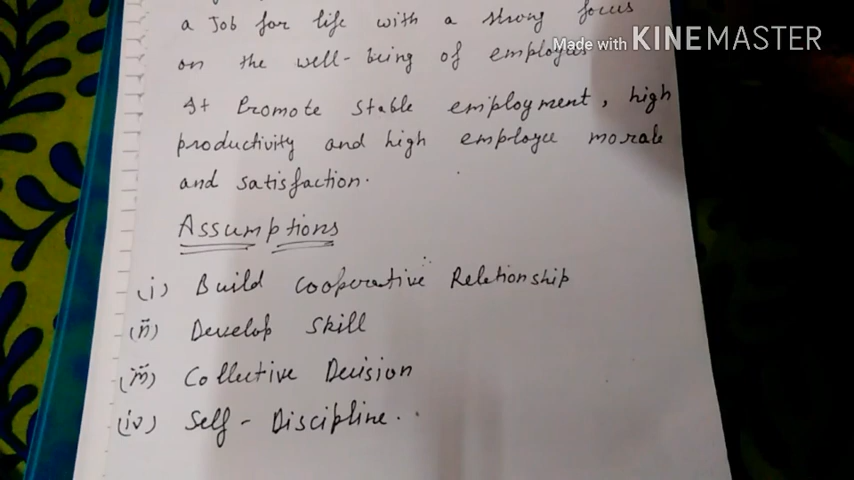 a Job for life with a strong focus
on the well-being of employees
Made with KINEMASTER
It Promote stable employment, high
productivity and high employee morale
and satisfaction.
Assumptions
(i) Build Cooperative Relationship
(ii) Develop Skill
(iii) Collective Decision
(iv) Self-Discipline.